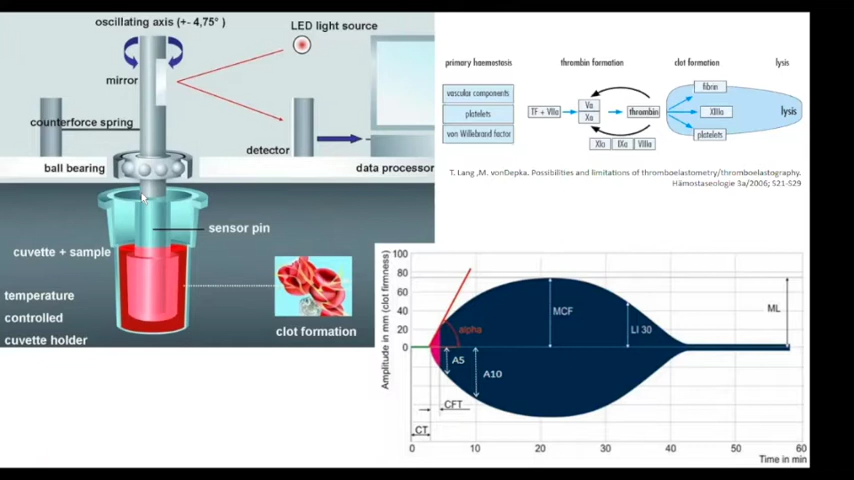 oscillating axis (+- 4,75° )
LED light source
mirror
counterforce spring
detector
ball bearing
data processor
sensor pin
cuvette + sample
temperature
controlled
cuvette holder
clot formation
primary haemostasis
thrombin formation
clot formation
lysis
vascular components
platelets
von Willebrand factor
TF + VIIa
Va
Xa
thrombin
XIa
IXa
VIIIa
fibrin
XIIIa
platelets
lysis
T. Lang ,M. vonDepka. Possibilities and limitations of thromboelastometry/thromboelastography.
Hämostaseologie 3a/2006; S21-S29
Amplitude in mm (clot firmness)
100
80
60
40
20
0
alpha
MCF
LI 30
ML
A5
A10
CFT
CT
0
10
20
30
40
50
60
Time in min